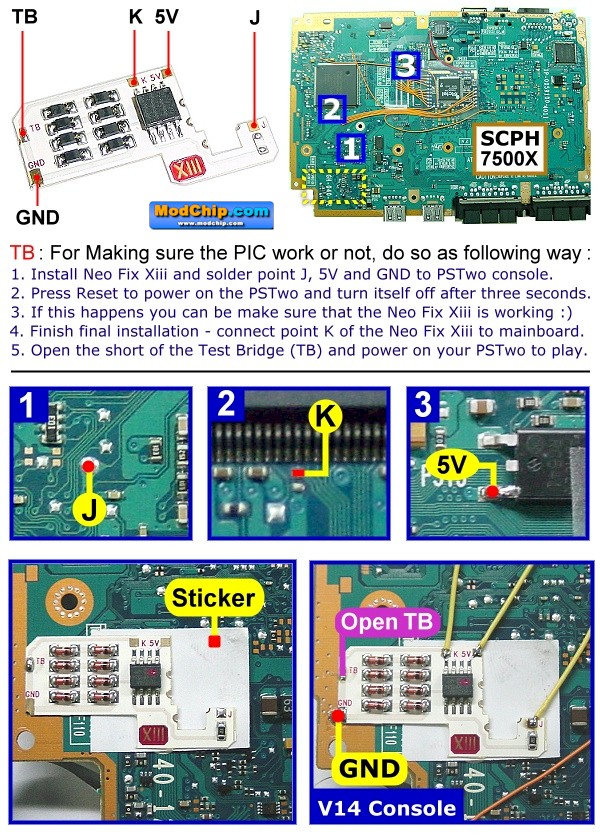 TB K 5V J
TB
K 5V
J
GND
XIII
GND
ModChip.com
www.modchip.com
3
2
1
SCPH
7500X
TB : For Making sure the PIC work or not, do so as following way :
1. Install Neo Fix Xiii and solder point J, 5V and GND to PSTwo console.
2. Press Reset to power on the PSTwo and turn itself off after three seconds.
3. If this happens you can be make sure that the Neo Fix Xiii is working :)
4. Finish final installation - connect point K of the Neo Fix Xiii to mainboard.
5. Open the short of the Test Bridge (TB) and power on your PSTwo to play.
1
J
2
K
3
5V
Sticker
K 5V
TB
GND
J
XIII
40-1
Open TB
K 5V
TB
GND
J
XIII
GND
40-1
V14 Console